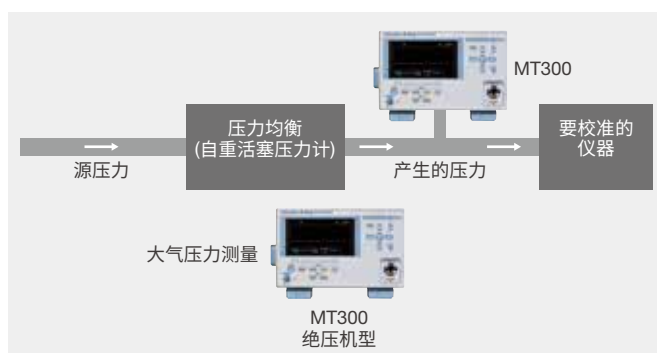 MT300
压力均衡
(自重活塞压力计)
要校准的
仪器
源压力
产生的压力
大气压力测量
MT300
绝压机型